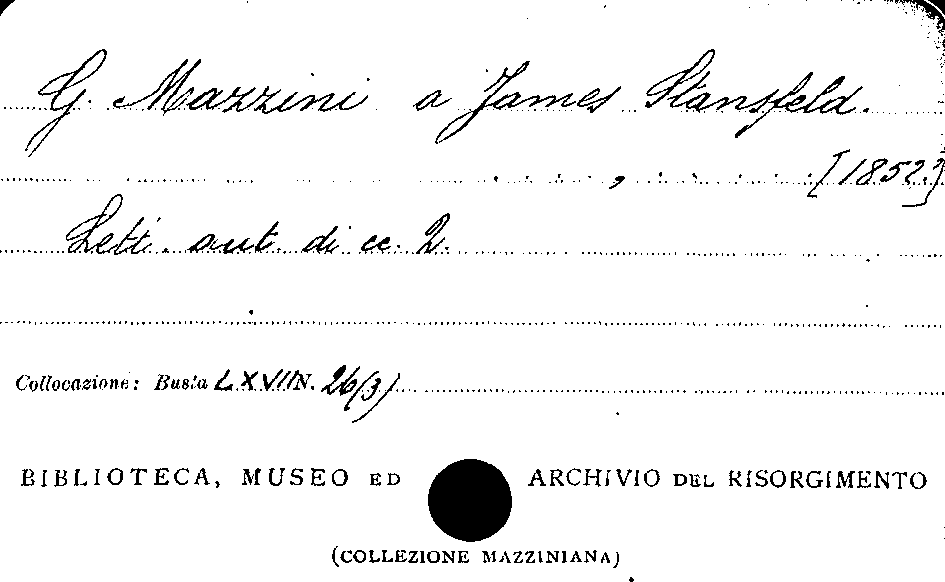 G. Mazzini a James Stansfeld.
, [1852?]
Lett. aut. di cc. 2.
Collocazione: Busta LXVII N. 26(3)
BIBLIOTECA, MUSEO ED ARCHIVIO DEL RISORGIMENTO
(COLLEZIONE MAZZINIANA)